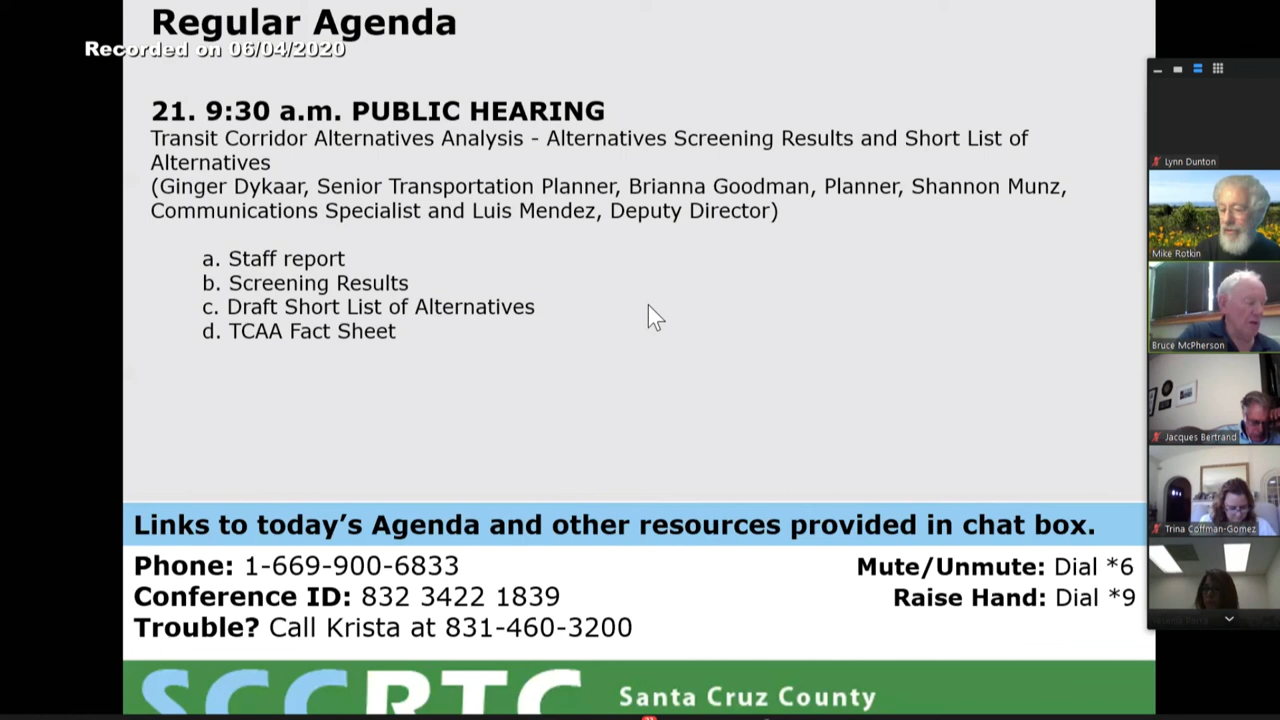 Regular Agenda
Recorded on 06/04/2020
21. 9:30 a.m. PUBLIC HEARING
Transit Corridor Alternatives Analysis - Alternatives Screening Results and Short List of
Alternatives
(Ginger Dykaar, Senior Transportation Planner, Brianna Goodman, Planner, Shannon Munz,
Communications Specialist and Luis Mendez, Deputy Director)
a. Staff report
b. Screening Results
c. Draft Short List of Alternatives
d. TCAA Fact Sheet
Links to today's Agenda and other resources provided in chat box.
Phone: 1-669-900-6833
Mute/Unmute: Dial *6
Conference ID: 832 3422 1839
Raise Hand: Dial *9
Trouble? Call Krista at 831-460-3200
SCCRTC
Santa Cruz County
Lynn Dunton
Mike Rotkin
Bruce McPherson
Jacques Bertrand
Trina Coffman-Gomez